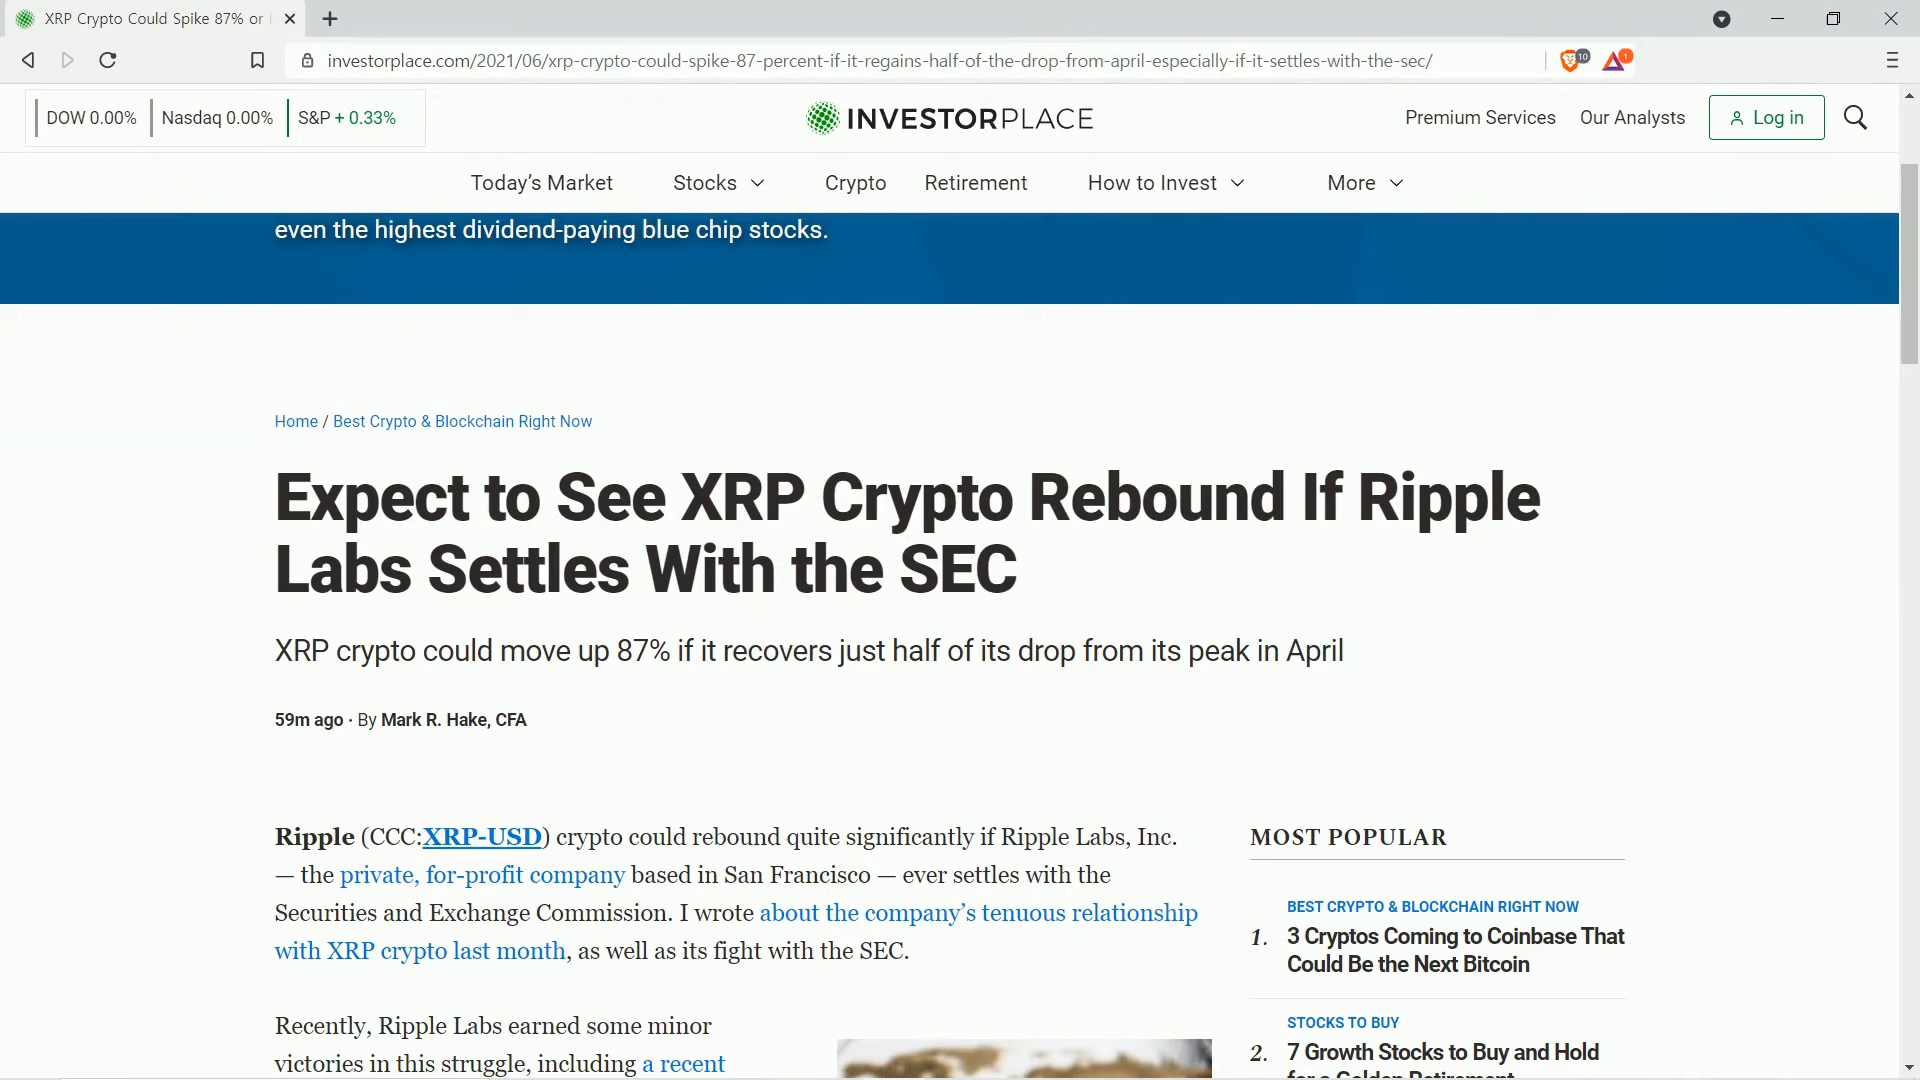 XRP Crypto Could Spike 87% or
investorplace.com/2021/06/xrp-crypto-could-spike-87-percent-if-it-regains-half-of-the-drop-from-april-especially-if-it-settles-with-the-sec/
10
1
DOW 0.00%
Nasdaq 0.00%
S&P + 0.33%
INVESTORPLACE
Premium Services
Our Analysts
Log in
Today’s Market
Stocks
Crypto
Retirement
How to Invest
More
even the highest dividend-paying blue chip stocks.
Home / Best Crypto & Blockchain Right Now
Expect to See XRP Crypto Rebound If Ripple
Labs Settles With the SEC
XRP crypto could move up 87% if it recovers just half of its drop from its peak in April
59m ago · By Mark R. Hake, CFA
Ripple (CCC:XRP-USD) crypto could rebound quite significantly if Ripple Labs, Inc.
— the private, for-profit company based in San Francisco — ever settles with the
Securities and Exchange Commission. I wrote about the company’s tenuous relationship
with XRP crypto last month, as well as its fight with the SEC.
Recently, Ripple Labs earned some minor
victories in this struggle, including a recent
MOST POPULAR
BEST CRYPTO & BLOCKCHAIN RIGHT NOW
1. 3 Cryptos Coming to Coinbase That
Could Be the Next Bitcoin
STOCKS TO BUY
2. 7 Growth Stocks to Buy and Hold
for a Golden Retirement